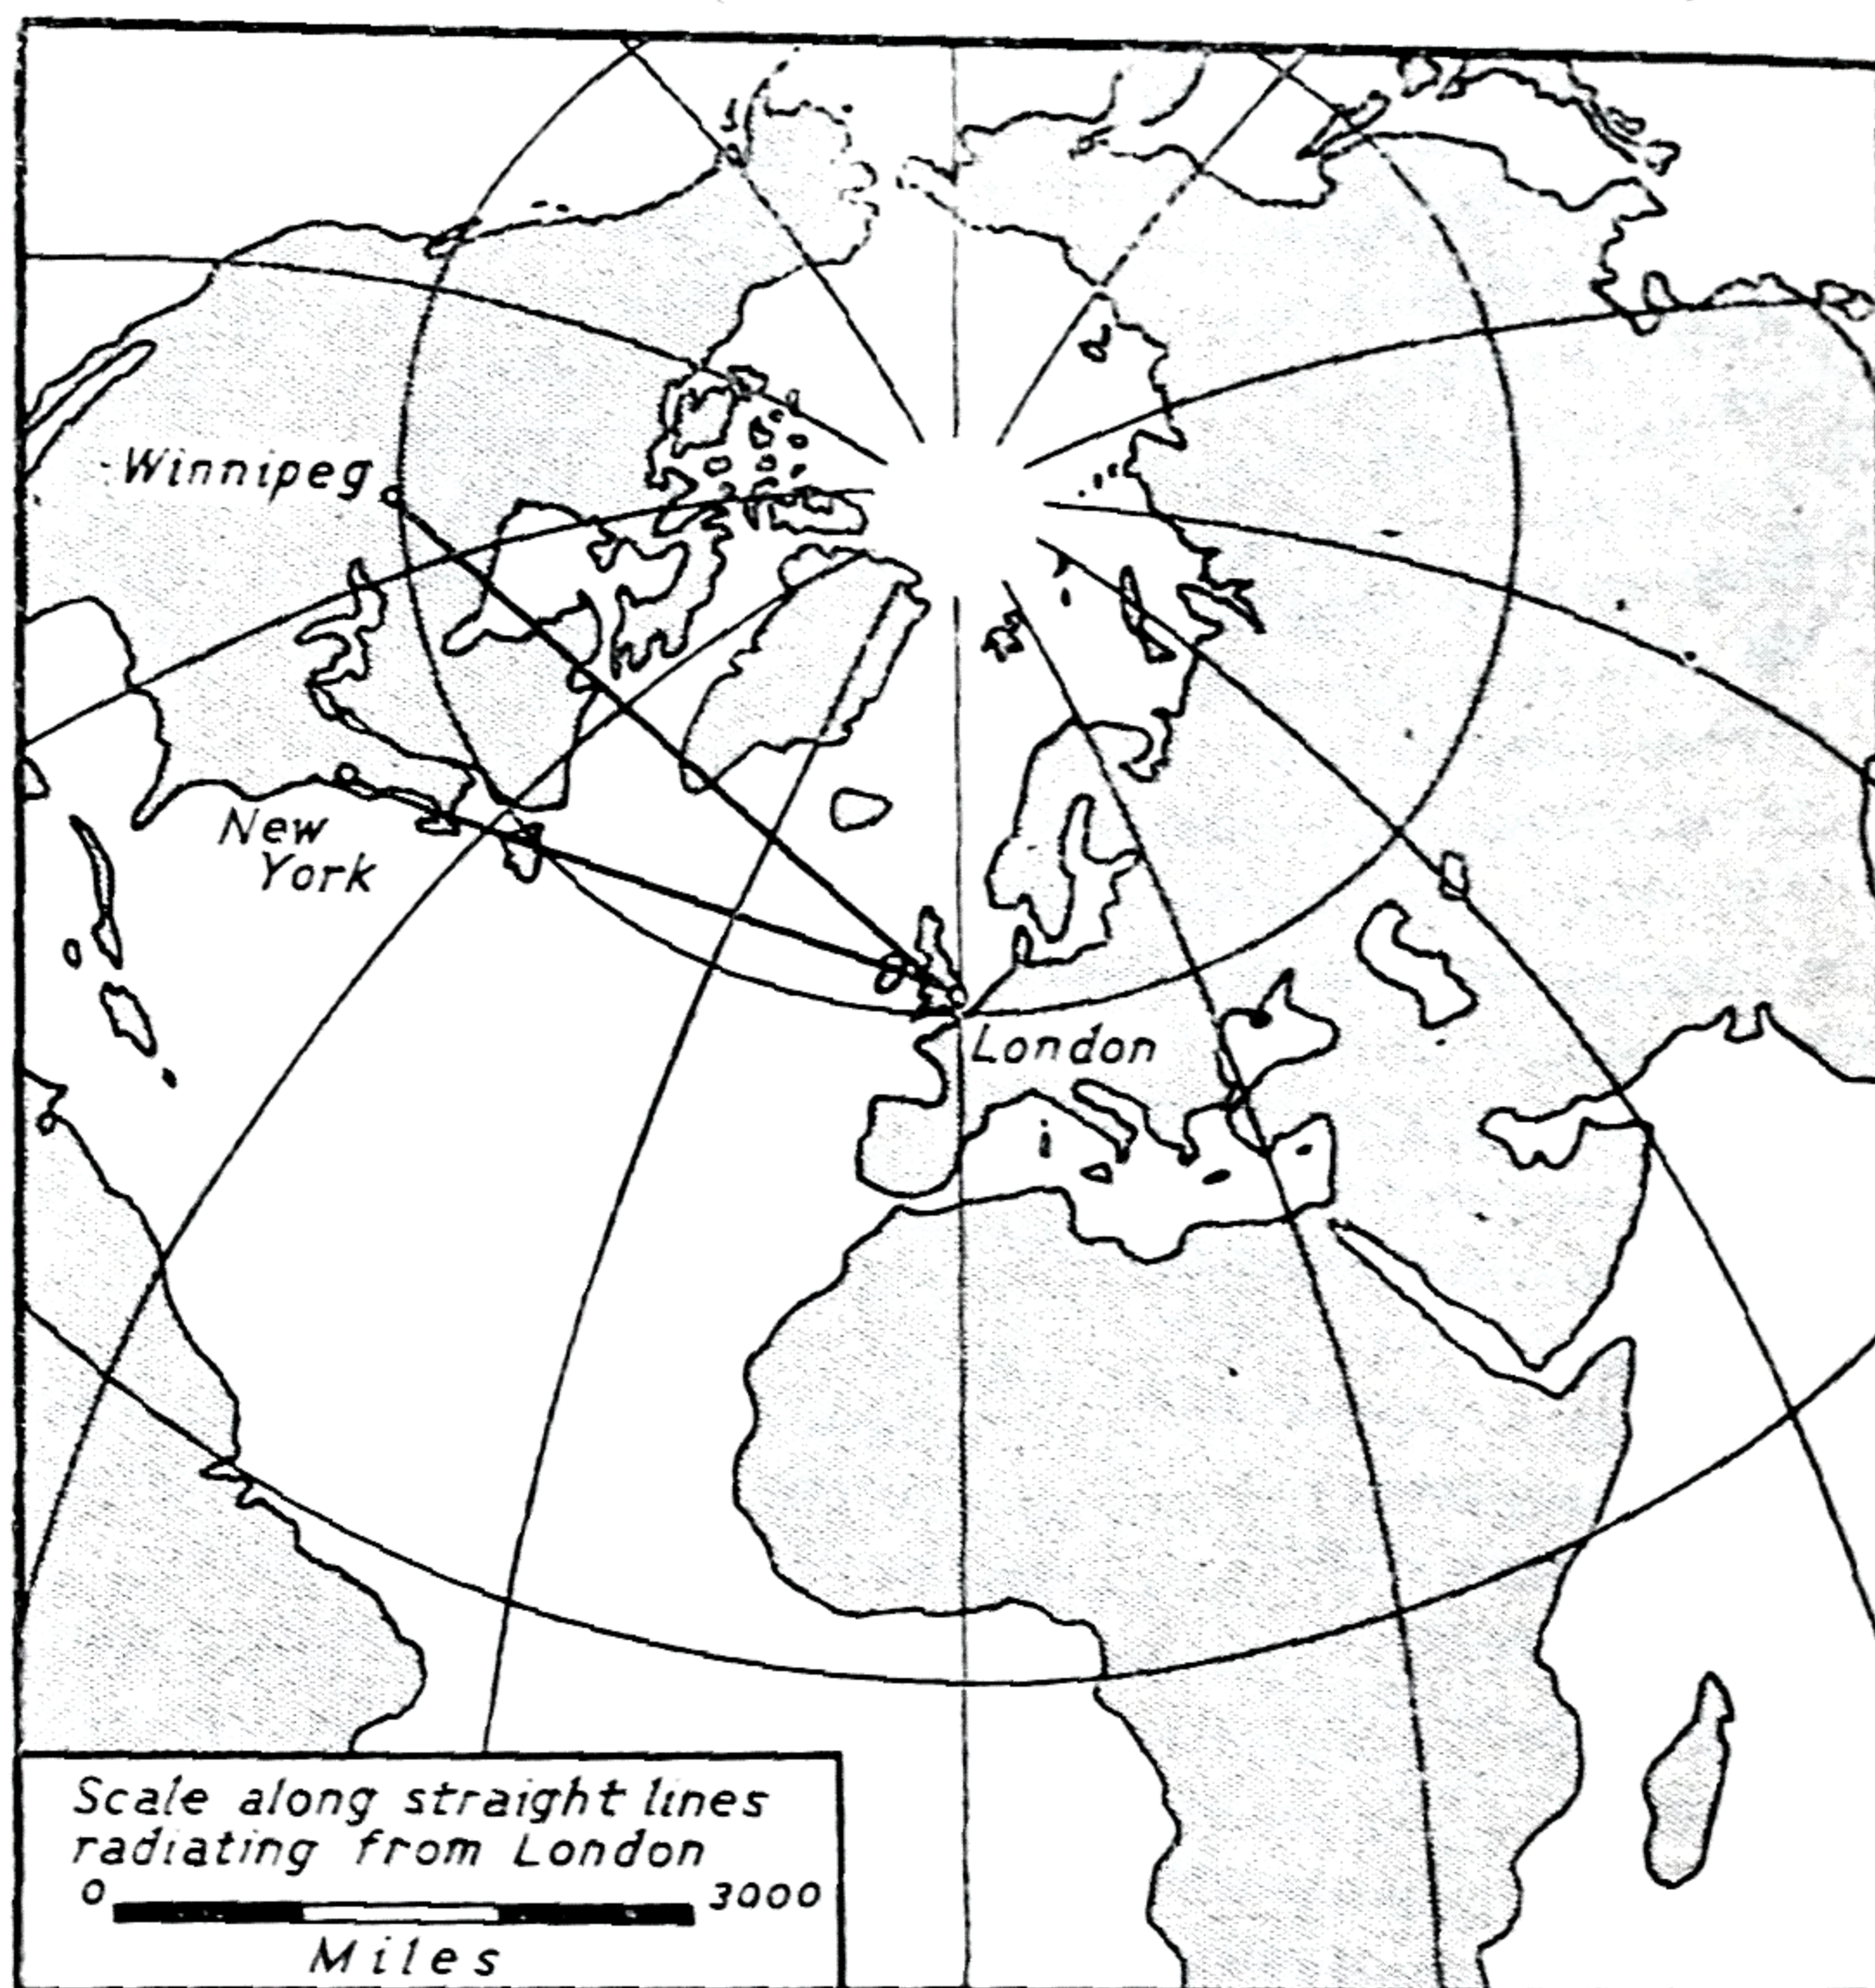 Winnipeg
New
York
London
Scale along straight lines
radiating from London
0 3000
Miles